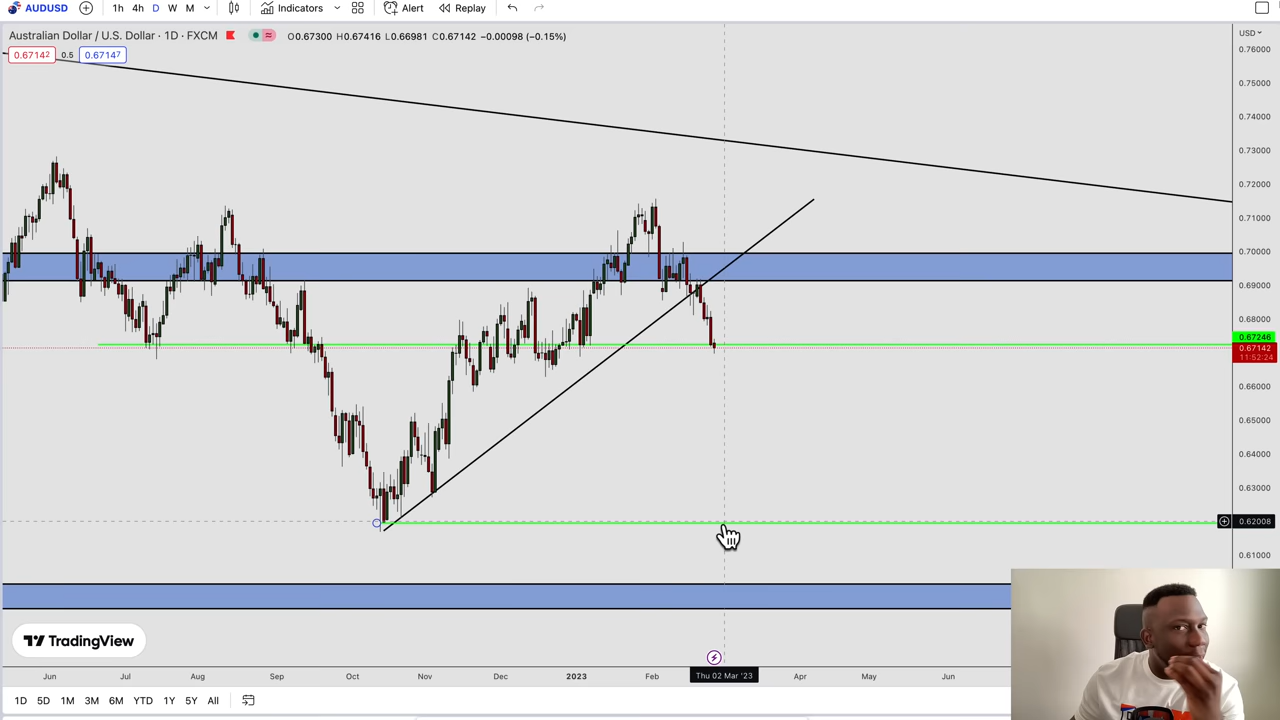 AUDUSD 1h 4h D W M Indicators Alert Replay
Australian Dollar / U.S. Dollar · 1D · FXCM O0.67300 H0.67416 L0.66981 C0.67142 −0.00098 (−0.15%)
USD
0.67142 0.5 0.67147
0.76000
0.75000
0.74000
0.73000
0.72000
0.71000
0.70000
0.69000
0.68000
0.67246
0.67142
11:52:24
0.66000
0.65000
0.64000
0.63000
0.62008
0.61000
TradingView
Jun Jul Aug Sep Oct Nov Dec 2023 Feb Thu 02 Mar '23 Apr May Jun
1D 5D 1M 3M 6M YTD 1Y 5Y All